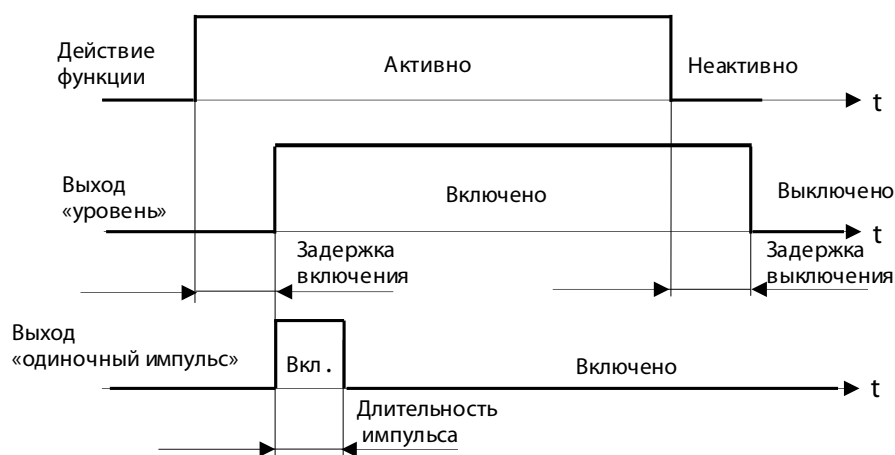 Действие
функции
Активно
Неактивно
t
Выход
«уровень»
Включено
Выключено
t
Задержка
включения
Задержка
выключения
Выход
«одиночный импульс»
Вкл.
Включено
t
Длительность
импульса